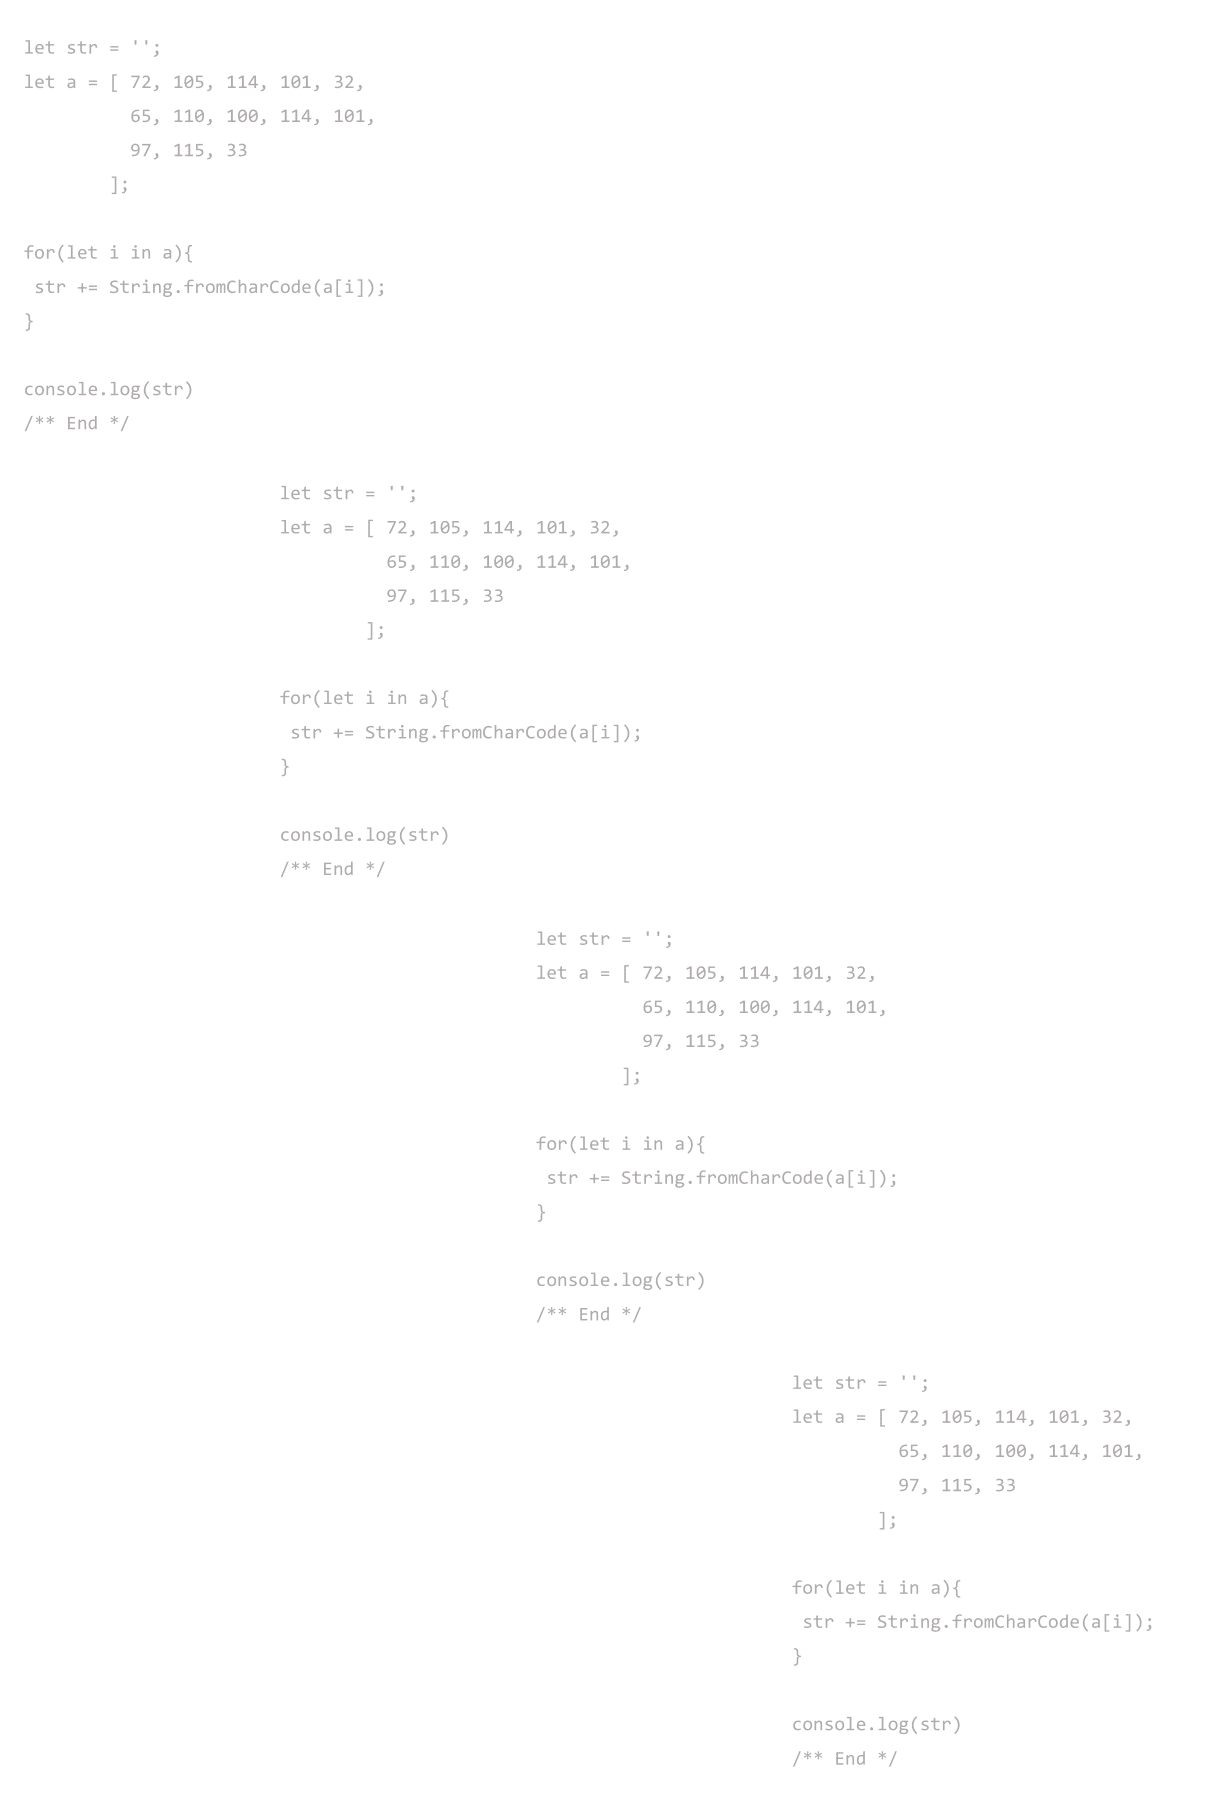 let str = '';
let a = [ 72, 105, 114, 101, 32,
65, 110, 100, 114, 101,
97, 115, 33
];
for(let i in a){
str += String.fromCharCode(a[i]);
}
console.log(str)
/** End */
let str = '';
let a = [ 72, 105, 114, 101, 32,
65, 110, 100, 114, 101,
97, 115, 33
];
for(let i in a){
str += String.fromCharCode(a[i]);
}
console.log(str)
/** End */
let str = '';
let a = [ 72, 105, 114, 101, 32,
65, 110, 100, 114, 101,
97, 115, 33
];
for(let i in a){
str += String.fromCharCode(a[i]);
}
console.log(str)
/** End */
let str = '';
let a = [ 72, 105, 114, 101, 32,
65, 110, 100, 114, 101,
97, 115, 33
];
for(let i in a){
str += String.fromCharCode(a[i]);
}
console.log(str)
/** End */